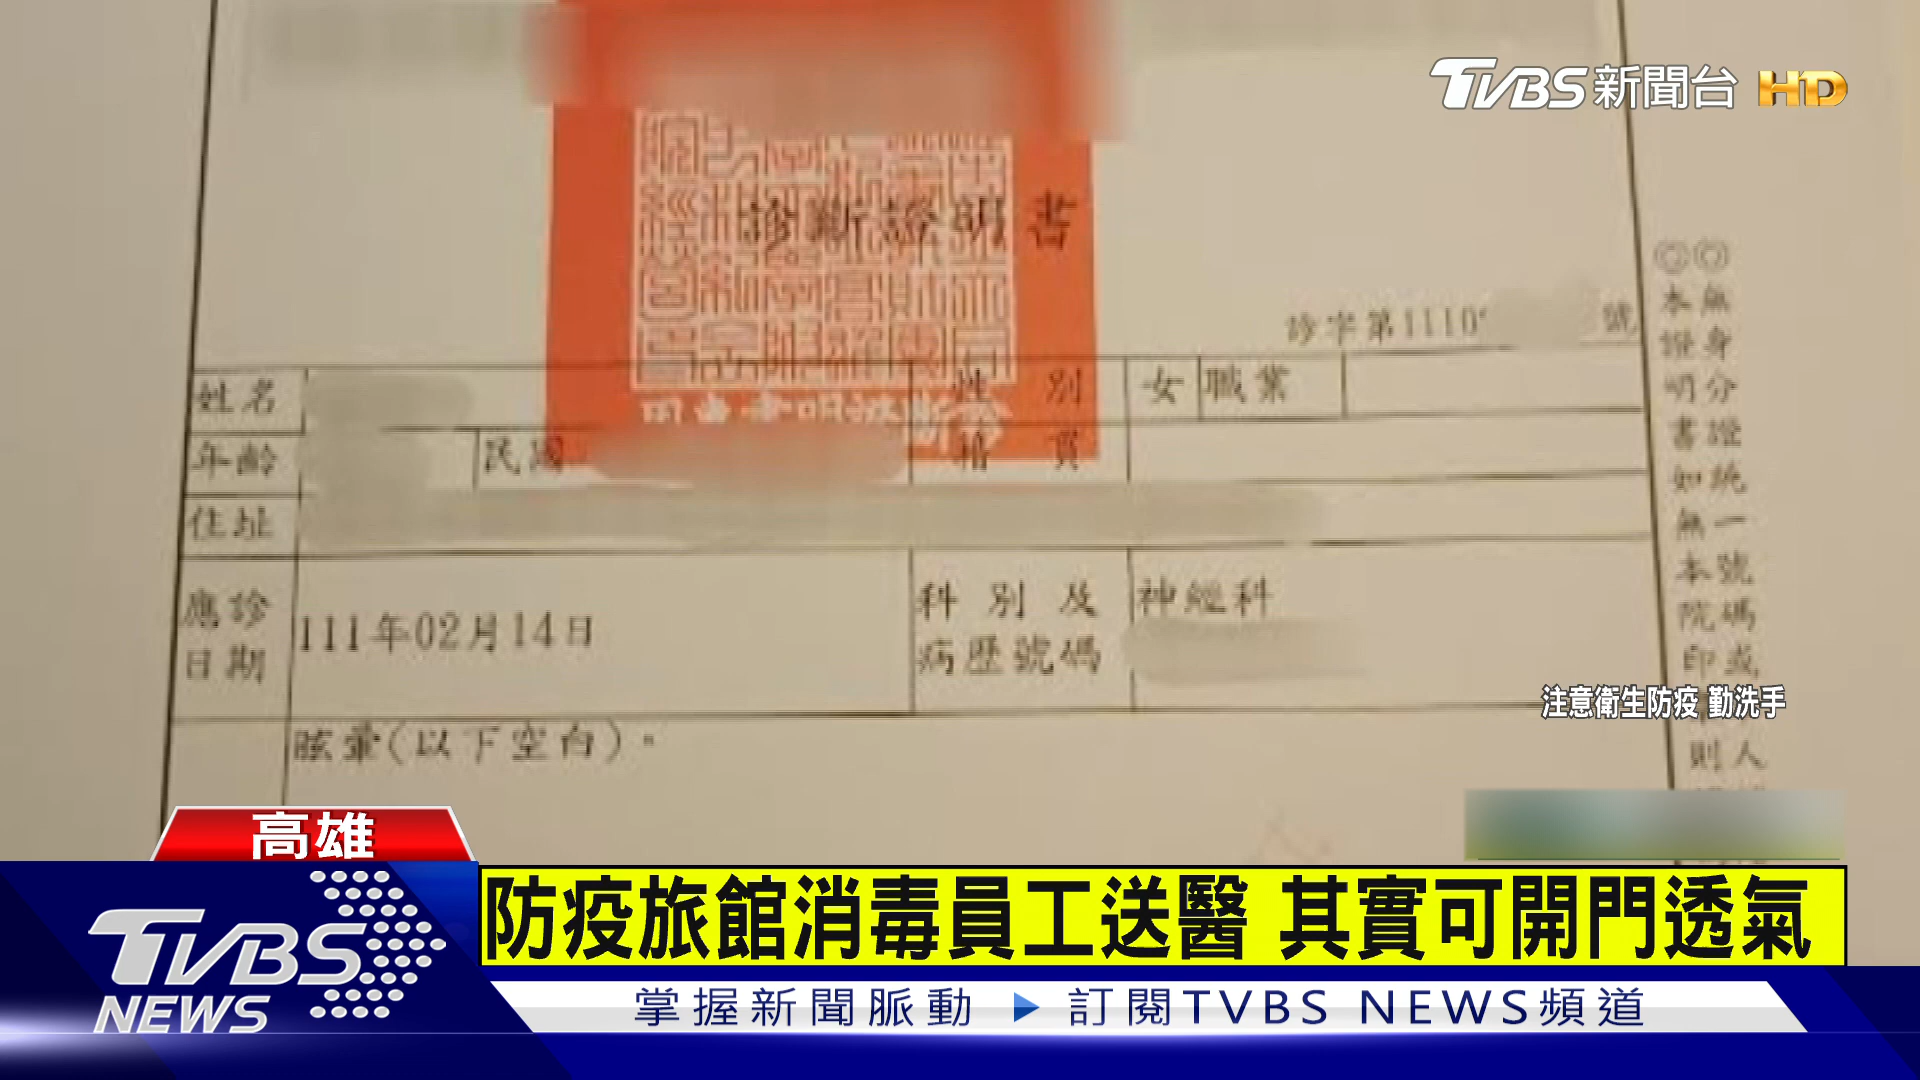 TVBS新聞台 HD
診斷證明書
診字第1110
號
姓名
性別 女 職業
年齡 民國
籍貫
住址
應診日期 111年02月14日
科別及病歷號碼 神經科
眩暈(以下空白)。
◎無身分證統一號碼或
◎本證明書如無本院印
則人
注意衛生防疫 勤洗手
高雄
防疫旅館消毒員工送醫 其實可開門透氣
TVBS NEWS
掌握新聞脈動 ▶ 訂閱TVBS NEWS頻道